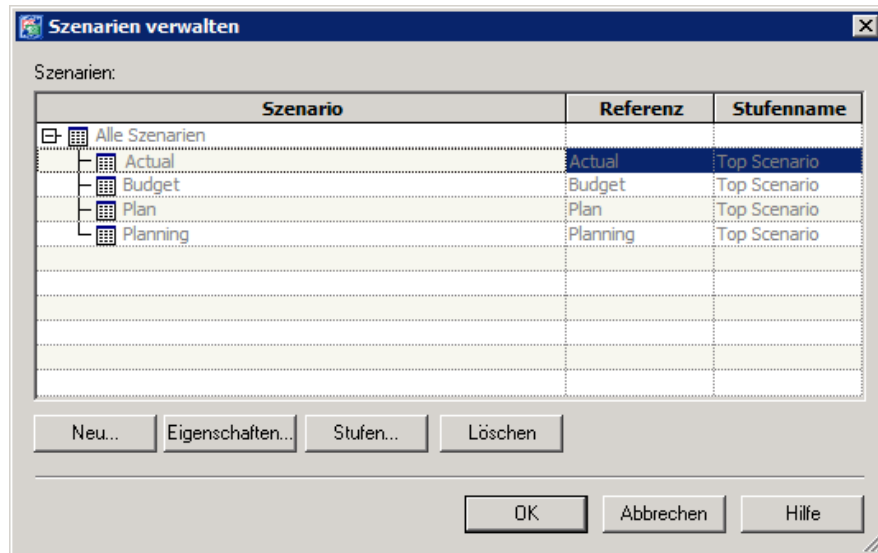 Szenarien verwalten
Szenarien:
Szenario Referenz Stufenname
Alle Szenarien
Actual Actual Top Scenario
Budget Budget Top Scenario
Plan Plan Top Scenario
Planning Planning Top Scenario
Neu... Eigenschaften... Stufen... Löschen
OK Abbrechen Hilfe